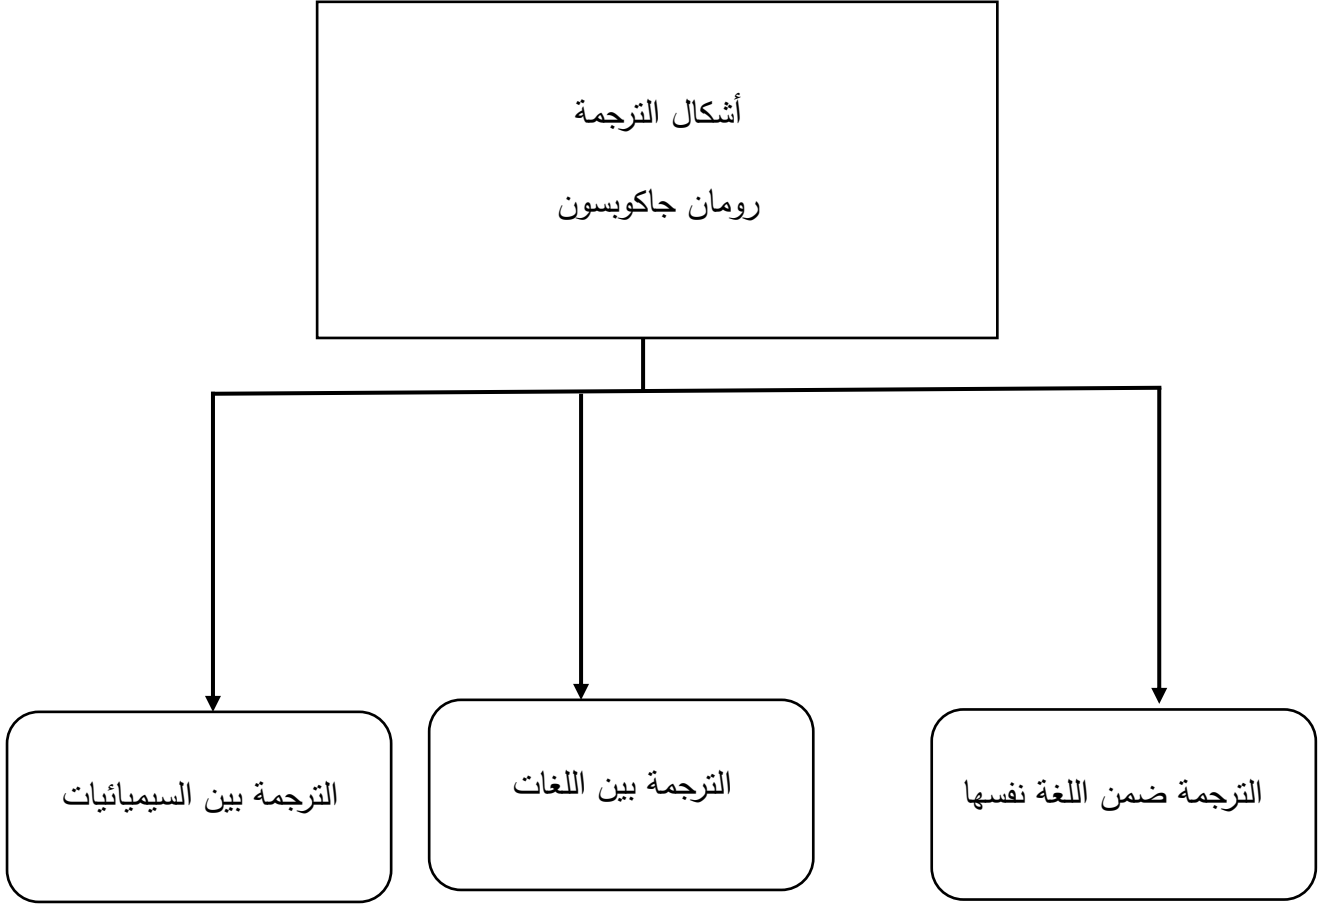 أشكال الترجمة
رومان جاكوبسون
الترجمة ضمن اللغة نفسها
الترجمة بين اللغات
الترجمة بين السيميائيات